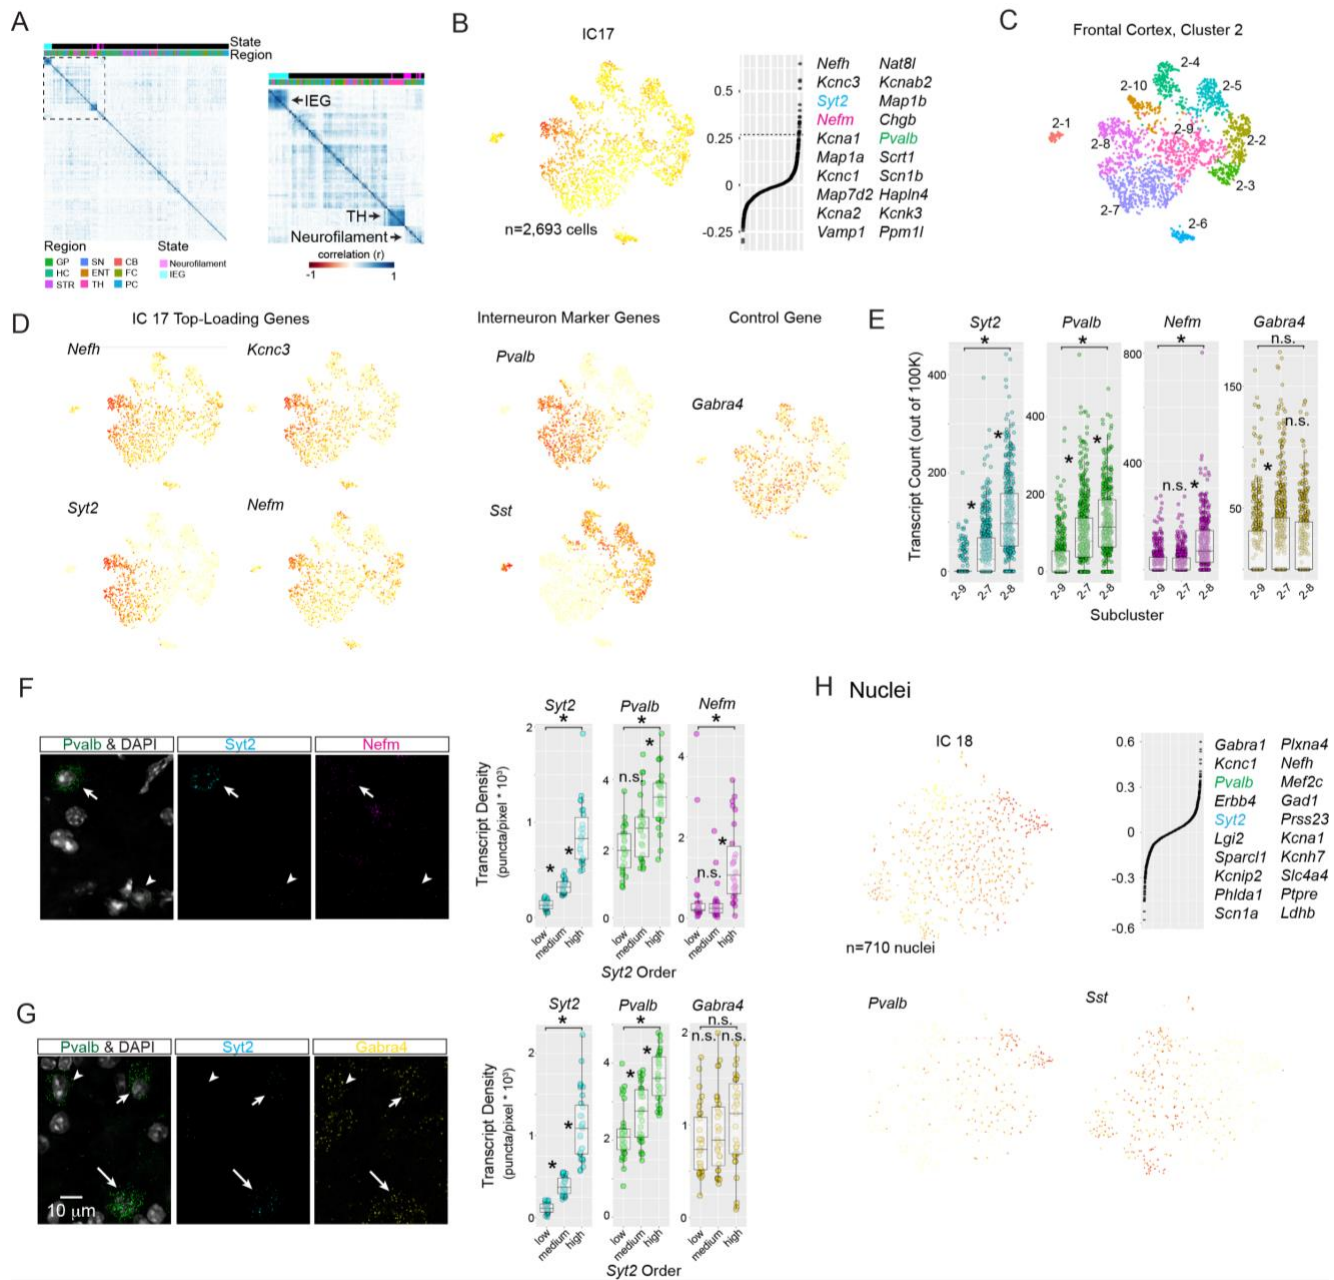 A
State
Region
IEG
TH
Neurofilament
correlation (r)
-1
1
Region
State
GP
SN
CB
Neurofilament
HC
ENT
FC
IEG
STR
TH
PC
B
IC17
n=2,693 cells
0.5
0.25
0
-0.25
Nefh Nat8l
Kcnc3 Kcnab2
Syt2 Map1b
Nefm Chgb
Kcna1 Pvalb
Map1a Scrt1
Kcnc1 Scn1b
Map7d2 Hapln4
Kcna2 Kcnk3
Vamp1 Ppm1l
C
Frontal Cortex, Cluster 2
2-4
2-5
2-10
2-1
2-9
2-2
2-8
2-3
2-7
2-6
D
IC 17 Top-Loading Genes
Interneuron Marker Genes
Control Gene
Nefh
Kcnc3
Pvalb
Gabra4
Syt2
Nefm
Sst
E
Syt2 Pvalb Nefm Gabra4
* * * n.s.
Transcript Count (out of 100K)
400
200
0
* *
400
200
0
* *
800
400
n.s. *
150
50
* n.s.
2-9 2-7 2-8
2-9 2-7 2-8
2-9 2-7 2-8
2-9 2-7 2-8
Subcluster
F
Pvalb & DAPI
Syt2
Nefm
Syt2 Pvalb Nefm
* * *
Transcript Density
(puncta/pixel * 10³)
2
1
0
* *
4
2
0
n.s. *
4
2
0
n.s. *
low medium high
low medium high
low medium high
Syt2 Order
G
Pvalb & DAPI
Syt2
Gabra4
10 μm
Syt2 Pvalb Gabra4
* * n.s.
Transcript Density
(puncta/pixel * 10³)
2
1
0
* *
4
2
0
* *
2
1
0
n.s. n.s.
low medium high
low medium high
low medium high
Syt2 Order
H Nuclei
IC 18
n=710 nuclei
0.6
0.3
0
-0.3
-0.6
Gabra1 Plxna4
Kcnc1 Nefh
Pvalb Mef2c
Erbb4 Gad1
Syt2 Prss23
Lgi2 Kcna1
Sparcl1 Kcnh7
Kcnip2 Slc4a4
Phlda1 Ptpre
Scn1a Ldhb
Pvalb
Sst